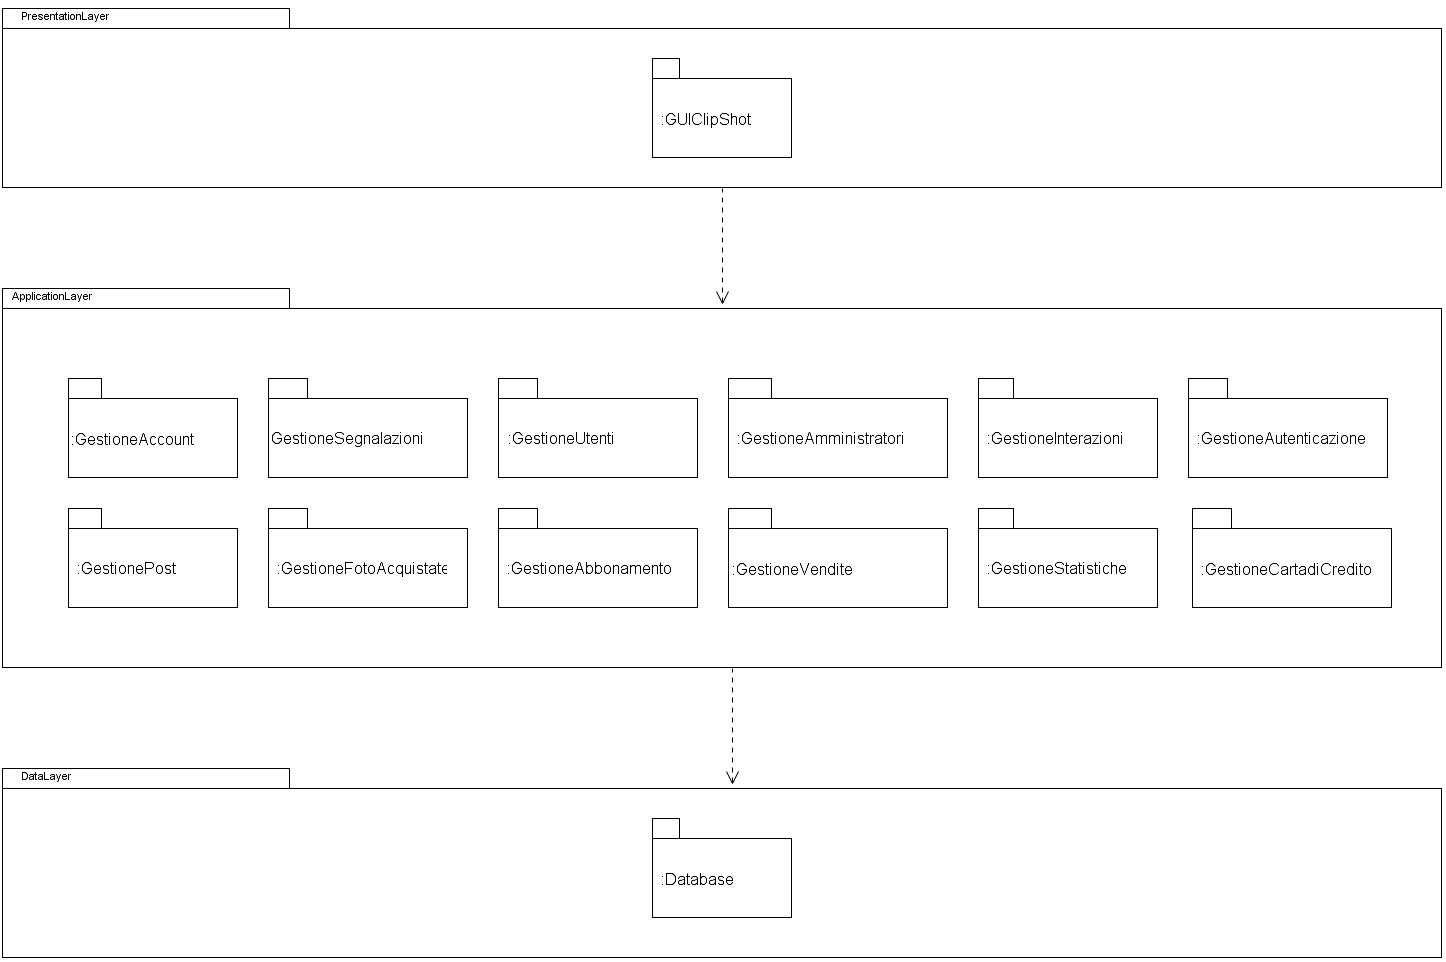 PresentationLayer
:GUIClipShot
ApplicationLayer
:GestioneAccount
GestioneSegnalazioni
:GestioneUtenti
:GestioneAmministratori
:GestioneInterazioni
:GestioneAutenticazione
:GestionePost
:GestioneFotoAcquistate
:GestioneAbbonamento
:GestioneVendite
:GestioneStatistiche
:GestioneCartadiCredito
DataLayer
:Database